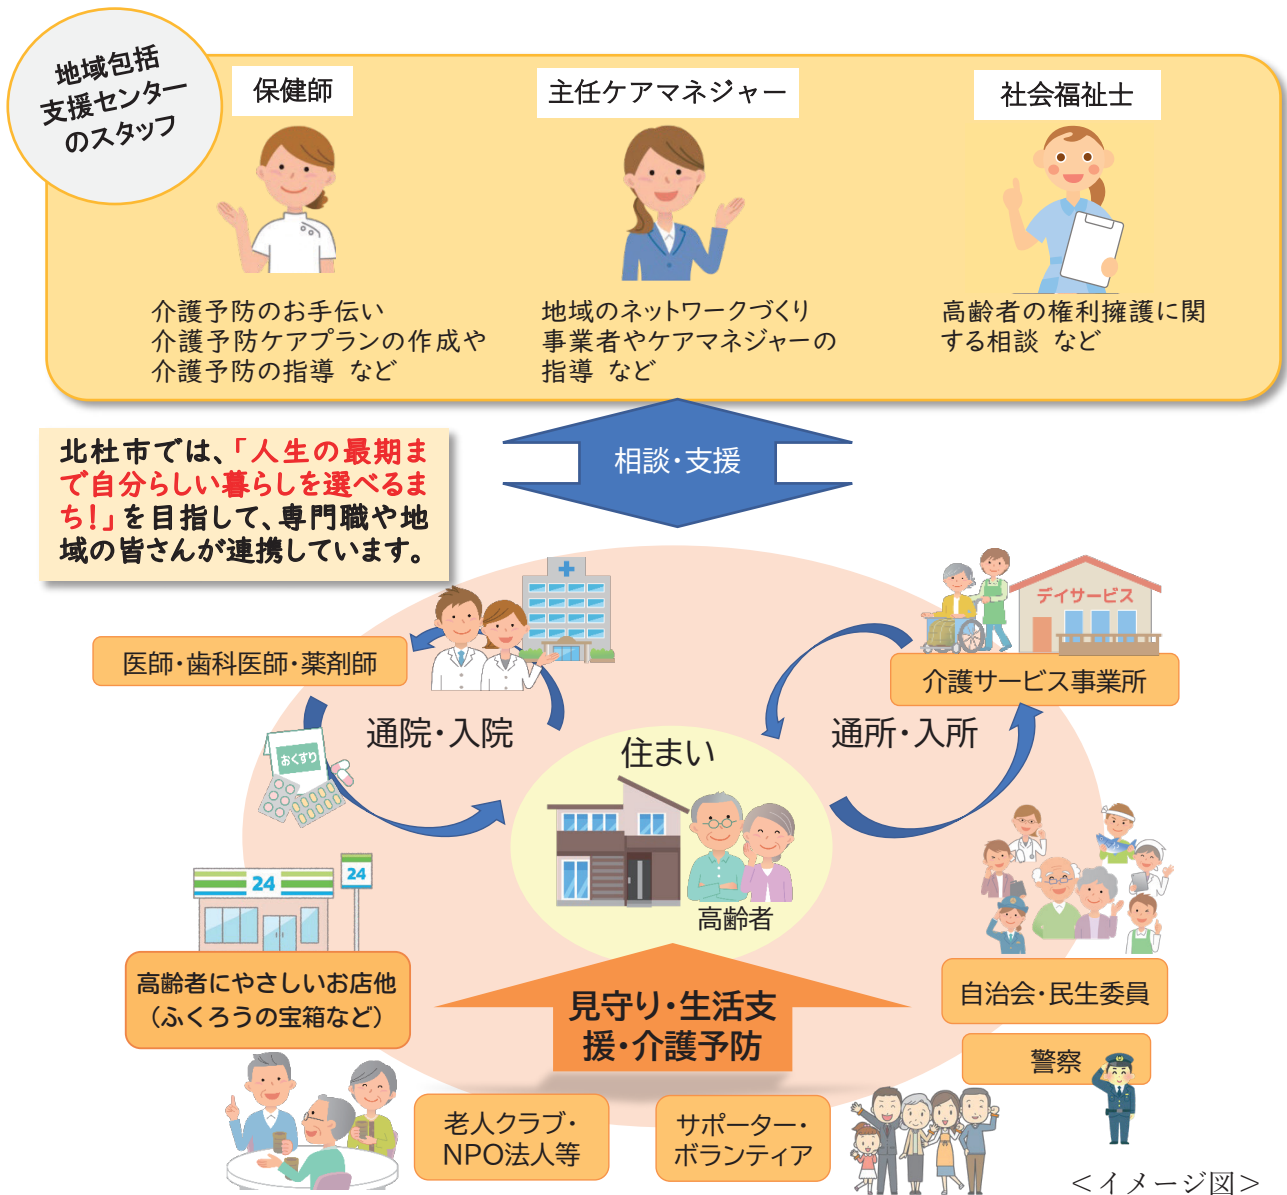 地域包括
支援センター
のスタッフ
保健師
主任ケアマネジャー
社会福祉士
介護予防のお手伝い
介護予防ケアプランの作成や
介護予防の指導 など
地域のネットワークづくり
事業者やケアマネジャーの
指導 など
高齢者の権利擁護に関
する相談 など
北杜市では、「人生の最期ま
で自分らしい暮らしを選べるま
ち!」を目指して、専門職や地
域の皆さんが連携しています。
相談・支援
デイサービス
医師・歯科医師・薬剤師
介護サービス事業所
通院・入院
通所・入所
おくすり
住まい
高齢者
24
24
高齢者にやさしいお店他
(ふくろうの宝箱など)
見守り・生活支
援・介護予防
自治会・民生委員
警察
老人クラブ・
NPO法人等
サポーター・
ボランティア
<イメージ図>